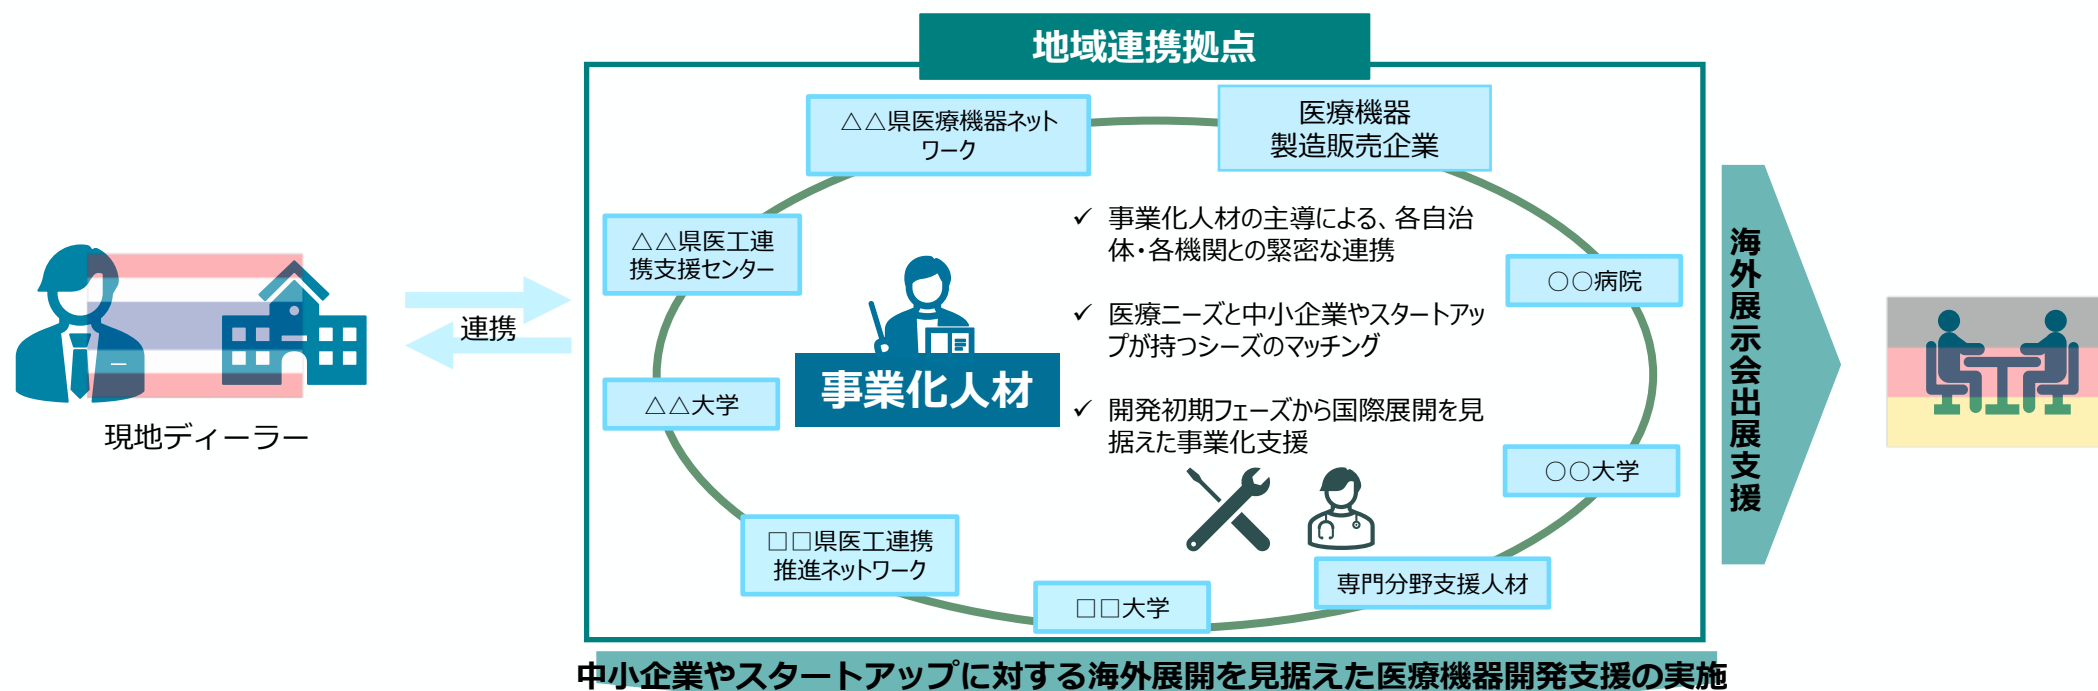 地域連携拠点
△△県医療機器ネット
ワーク
医療機器
製造販売企業
△△県医工連
携支援センター
✓ 事業化人材の主導による、各自治
体・各機関との緊密な連携
○○病院
✓ 医療ニーズと中小企業やスタートアッ
プが持つシーズのマッチング
事業化人材
✓ 開発初期フェーズから国際展開を見
据えた事業化支援
△△大学
○○大学
□□県医工連携
推進ネットワーク
□□大学
専門分野支援人材
連携
現地ディーラー
海外展示会出展支援
中小企業やスタートアップに対する海外展開を見据えた医療機器開発支援の実施